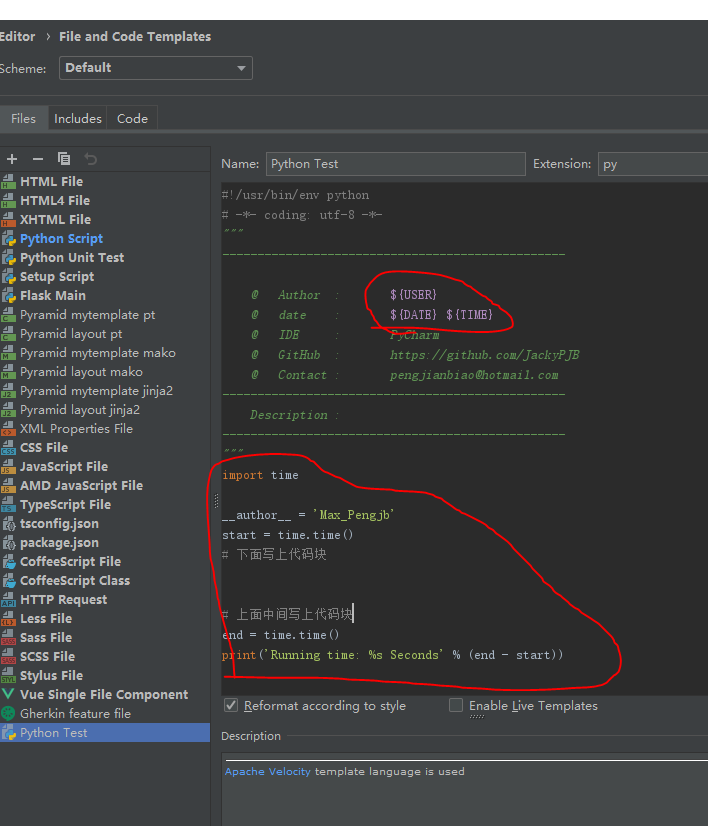 Editor › File and Code Templates
Scheme: Default
Files Includes Code
HTML File
HTML4 File
XHTML File
Python Script
Python Unit Test
Setup Script
Flask Main
Pyramid mytemplate pt
Pyramid layout pt
Pyramid mytemplate mako
Pyramid layout mako
Pyramid mytemplate jinja2
Pyramid layout jinja2
XML Properties File
CSS File
JavaScript File
AMD JavaScript File
TypeScript File
tsconfig.json
package.json
CoffeeScript File
CoffeeScript Class
HTTP Request
Less File
Sass File
SCSS File
Stylus File
Vue Single File Component
Gherkin feature file
Python Test
Name: Python Test Extension: py
#!/usr/bin/env python
# -*- coding: utf-8 -*-
"""
-------------------------------------------------
@ Author : ${USER}
@ date : ${DATE} ${TIME}
@ IDE : PyCharm
@ GitHub : https://github.com/JackyPJB
@ Contact : pengjianbiao@hotmail.com
-------------------------------------------------
Description :
-------------------------------------------------
"""
import time
__author__ = 'Max_Pengjb'
start = time.time()
# 下面写上代码块
# 上面中间写上代码块
end = time.time()
print('Running time: %s Seconds' % (end - start))
Reformat according to style Enable Live Templates
Description
Apache Velocity template language is used